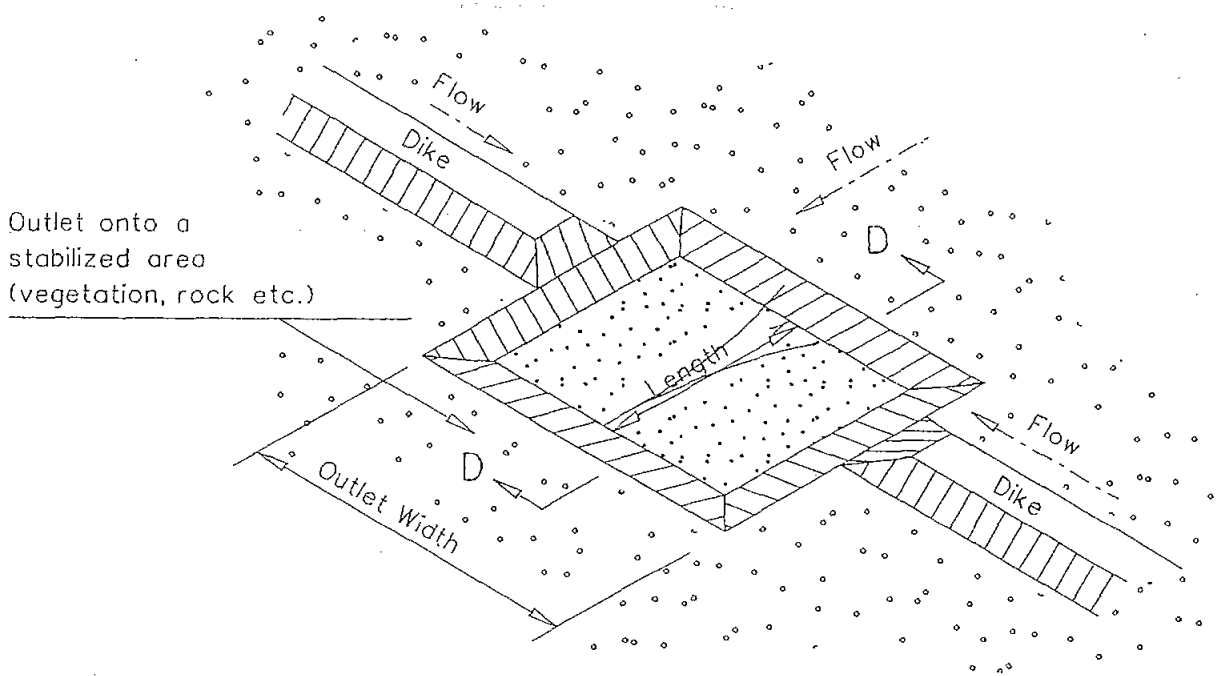 Flow
Dike
Flow
Outlet onto a
stabilized area
(vegetation, rock etc.)
D
Length
Flow
D
Outlet Width
Dike